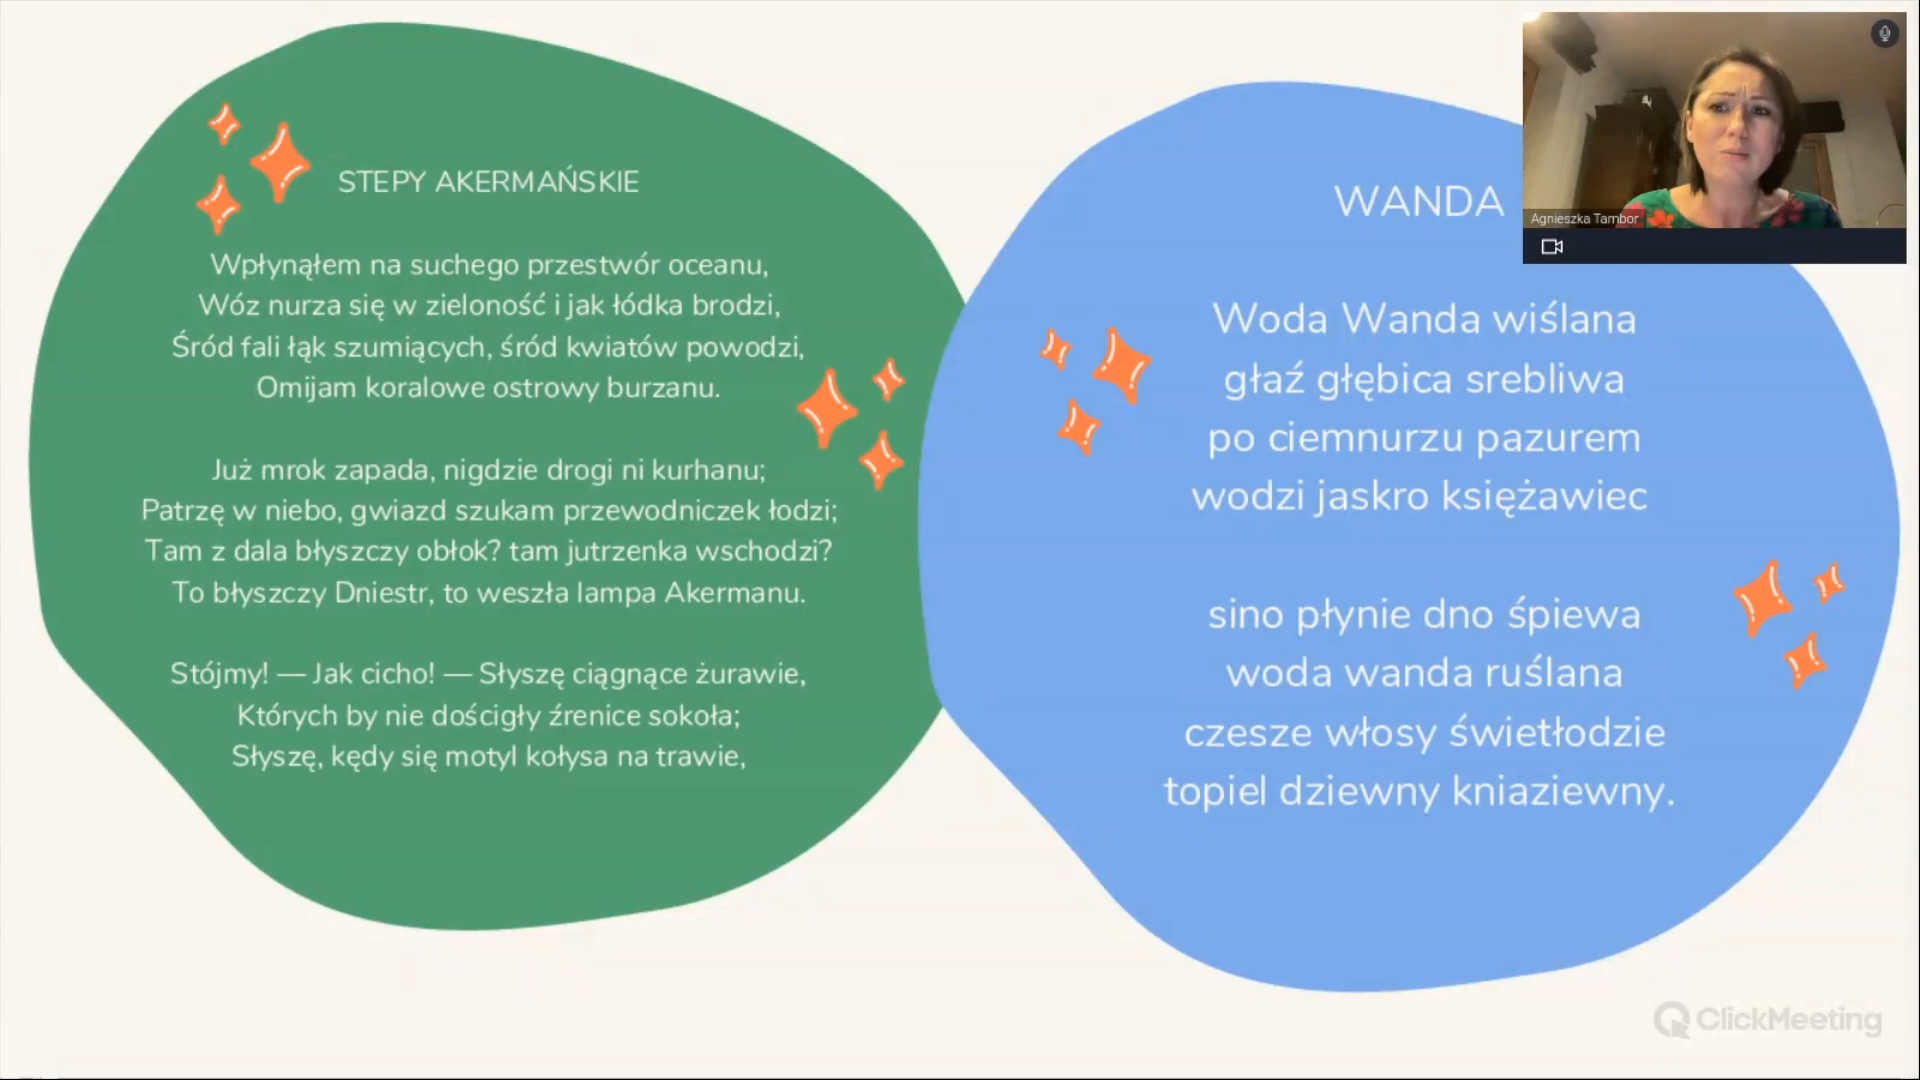 STEPY AKERMAŃSKIE
Wpłynąłem na suchego przestwór oceanu,
Wóz nurza się w zieloność i jak łódka brodzi,
Śród fali łąk szumiących, śród kwiatów powodzi,
Omijam koralowe ostrowy burzanu.
Już mrok zapada, nigdzie drogi ni kurhanu;
Patrzę w niebo, gwiazd szukam przewodniczek łodzi;
Tam z dala błyszczy obłok? tam jutrzenka wschodzi?
To błyszczy Dniestr, to weszła lampa Akermanu.
Stójmy! — Jak cicho! — Słyszę ciągnące żurawie,
Których by nie dościgły źrenice sokoła;
Słyszę, kędy się motyl kołysa na trawie,
WANDA
Woda Wanda wiślana
głaź głębica srebliwa
po ciemnurzu pazurem
wodzi jaskro księżawiec
sino płynie dno śpiewa
woda wanda ruślana
czesze włosy świetłodzie
topiel dziewny kniaziewny.
Agnieszka Tambor
ClickMeeting